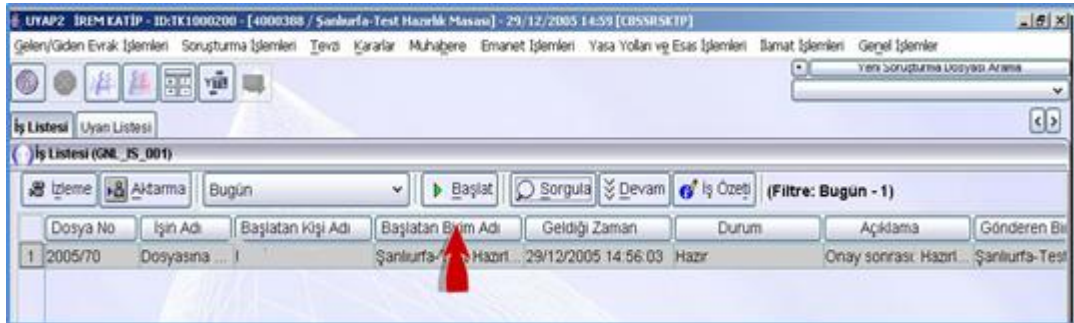 UYAP2 İREM KATİP - ID:TK1000200 - [4000388 / Şanlıurfa-Test Hazırlık Masası] - 29/12/2005 14:59 [CBSSRSKTP]
Gelen/Giden Evrak İşlemleri Soruşturma İşlemleri Tevzi Kararlar Muhabere Emanet İşlemleri Yasa Yolları ve Esas İşlemleri İlamat İşlemleri Genel İşlemler
Yeni Soruşturma Dosyası Arama
İş Listesi Uyarı Listesi
İş Listesi (GNL_IS_001)
İzleme Aktarma Bugün Başlat Sorgula Devam İş Özeti (Filtre: Bugün - 1)
Dosya No İşin Adı Başlatan Kişi Adı Başlatan Birim Adı Geldiği Zaman Durum Açıklama Gönderen Bi
1 2005/70 Dosyasına ... Şanlıurfa- Hazırl... 29/12/2005 14:56:03 Hazır Onay sonrası: Hazırl... Şanlıurfa-Test